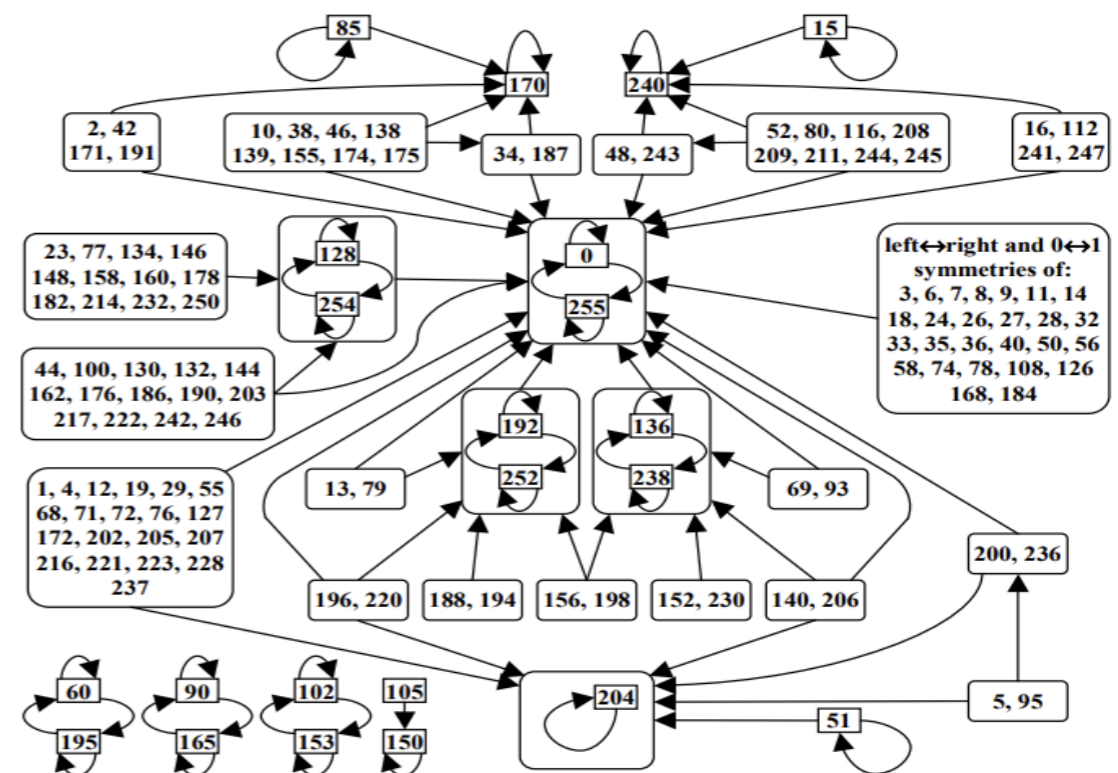 85
15
170
240
2, 42
171, 191
10, 38, 46, 138
139, 155, 174, 175
34, 187
48, 243
52, 80, 116, 208
209, 211, 244, 245
16, 112
241, 247
23, 77, 134, 146
148, 158, 160, 178
182, 214, 232, 250
128
254
0
255
left↔right and 0↔1
symmetries of:
3, 6, 7, 8, 9, 11, 14
18, 24, 26, 27, 28, 32
33, 35, 36, 40, 50, 56
58, 74, 78, 108, 126
168, 184
44, 100, 130, 132, 144
162, 176, 186, 190, 203
217, 222, 242, 246
192
252
136
238
13, 79
69, 93
1, 4, 12, 19, 29, 55
68, 71, 72, 76, 127
172, 202, 205, 207
216, 221, 223, 228
237
196, 220
188, 194
156, 198
152, 230
140, 206
200, 236
60
195
90
165
102
153
105
150
204
51
5, 95